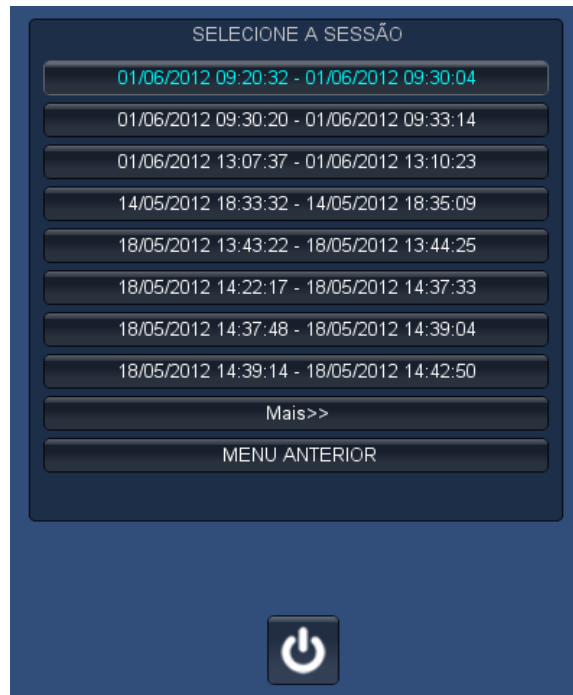 SELECIONE A SESSÃO
01/06/2012 09:20:32 - 01/06/2012 09:30:04
01/06/2012 09:30:20 - 01/06/2012 09:33:14
01/06/2012 13:07:37 - 01/06/2012 13:10:23
14/05/2012 18:33:32 - 14/05/2012 18:35:09
18/05/2012 13:43:22 - 18/05/2012 13:44:25
18/05/2012 14:22:17 - 18/05/2012 14:37:33
18/05/2012 14:37:48 - 18/05/2012 14:39:04
18/05/2012 14:39:14 - 18/05/2012 14:42:50
Mais>>
MENU ANTERIOR